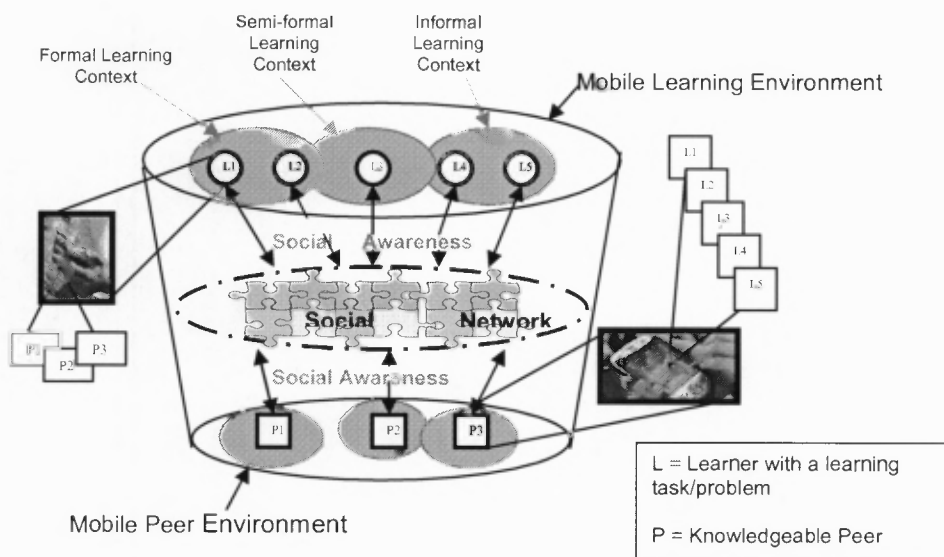 Semi-formal
Learning
Context
Informal
Learning
Context
Formal Learning
Context
Mobile Learning Environment
L1
L2
L3
L4
L5
L1
L2
L3
L4
L5
Social Awareness
Social Network
P1
P2
P3
Social Awareness
P1
P2
P3
Mobile Peer Environment
L = Learner with a learning
task/problem
P = Knowledgeable Peer